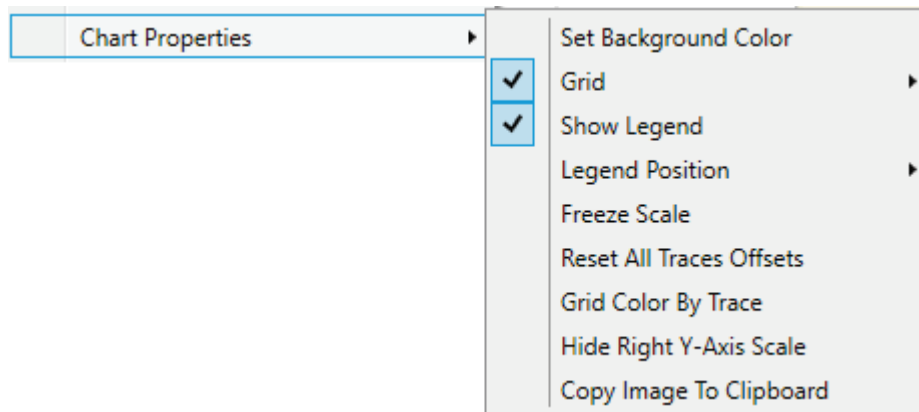 Chart Properties
Set Background Color
Grid
Show Legend
Legend Position
Freeze Scale
Reset All Traces Offsets
Grid Color By Trace
Hide Right Y-Axis Scale
Copy Image To Clipboard